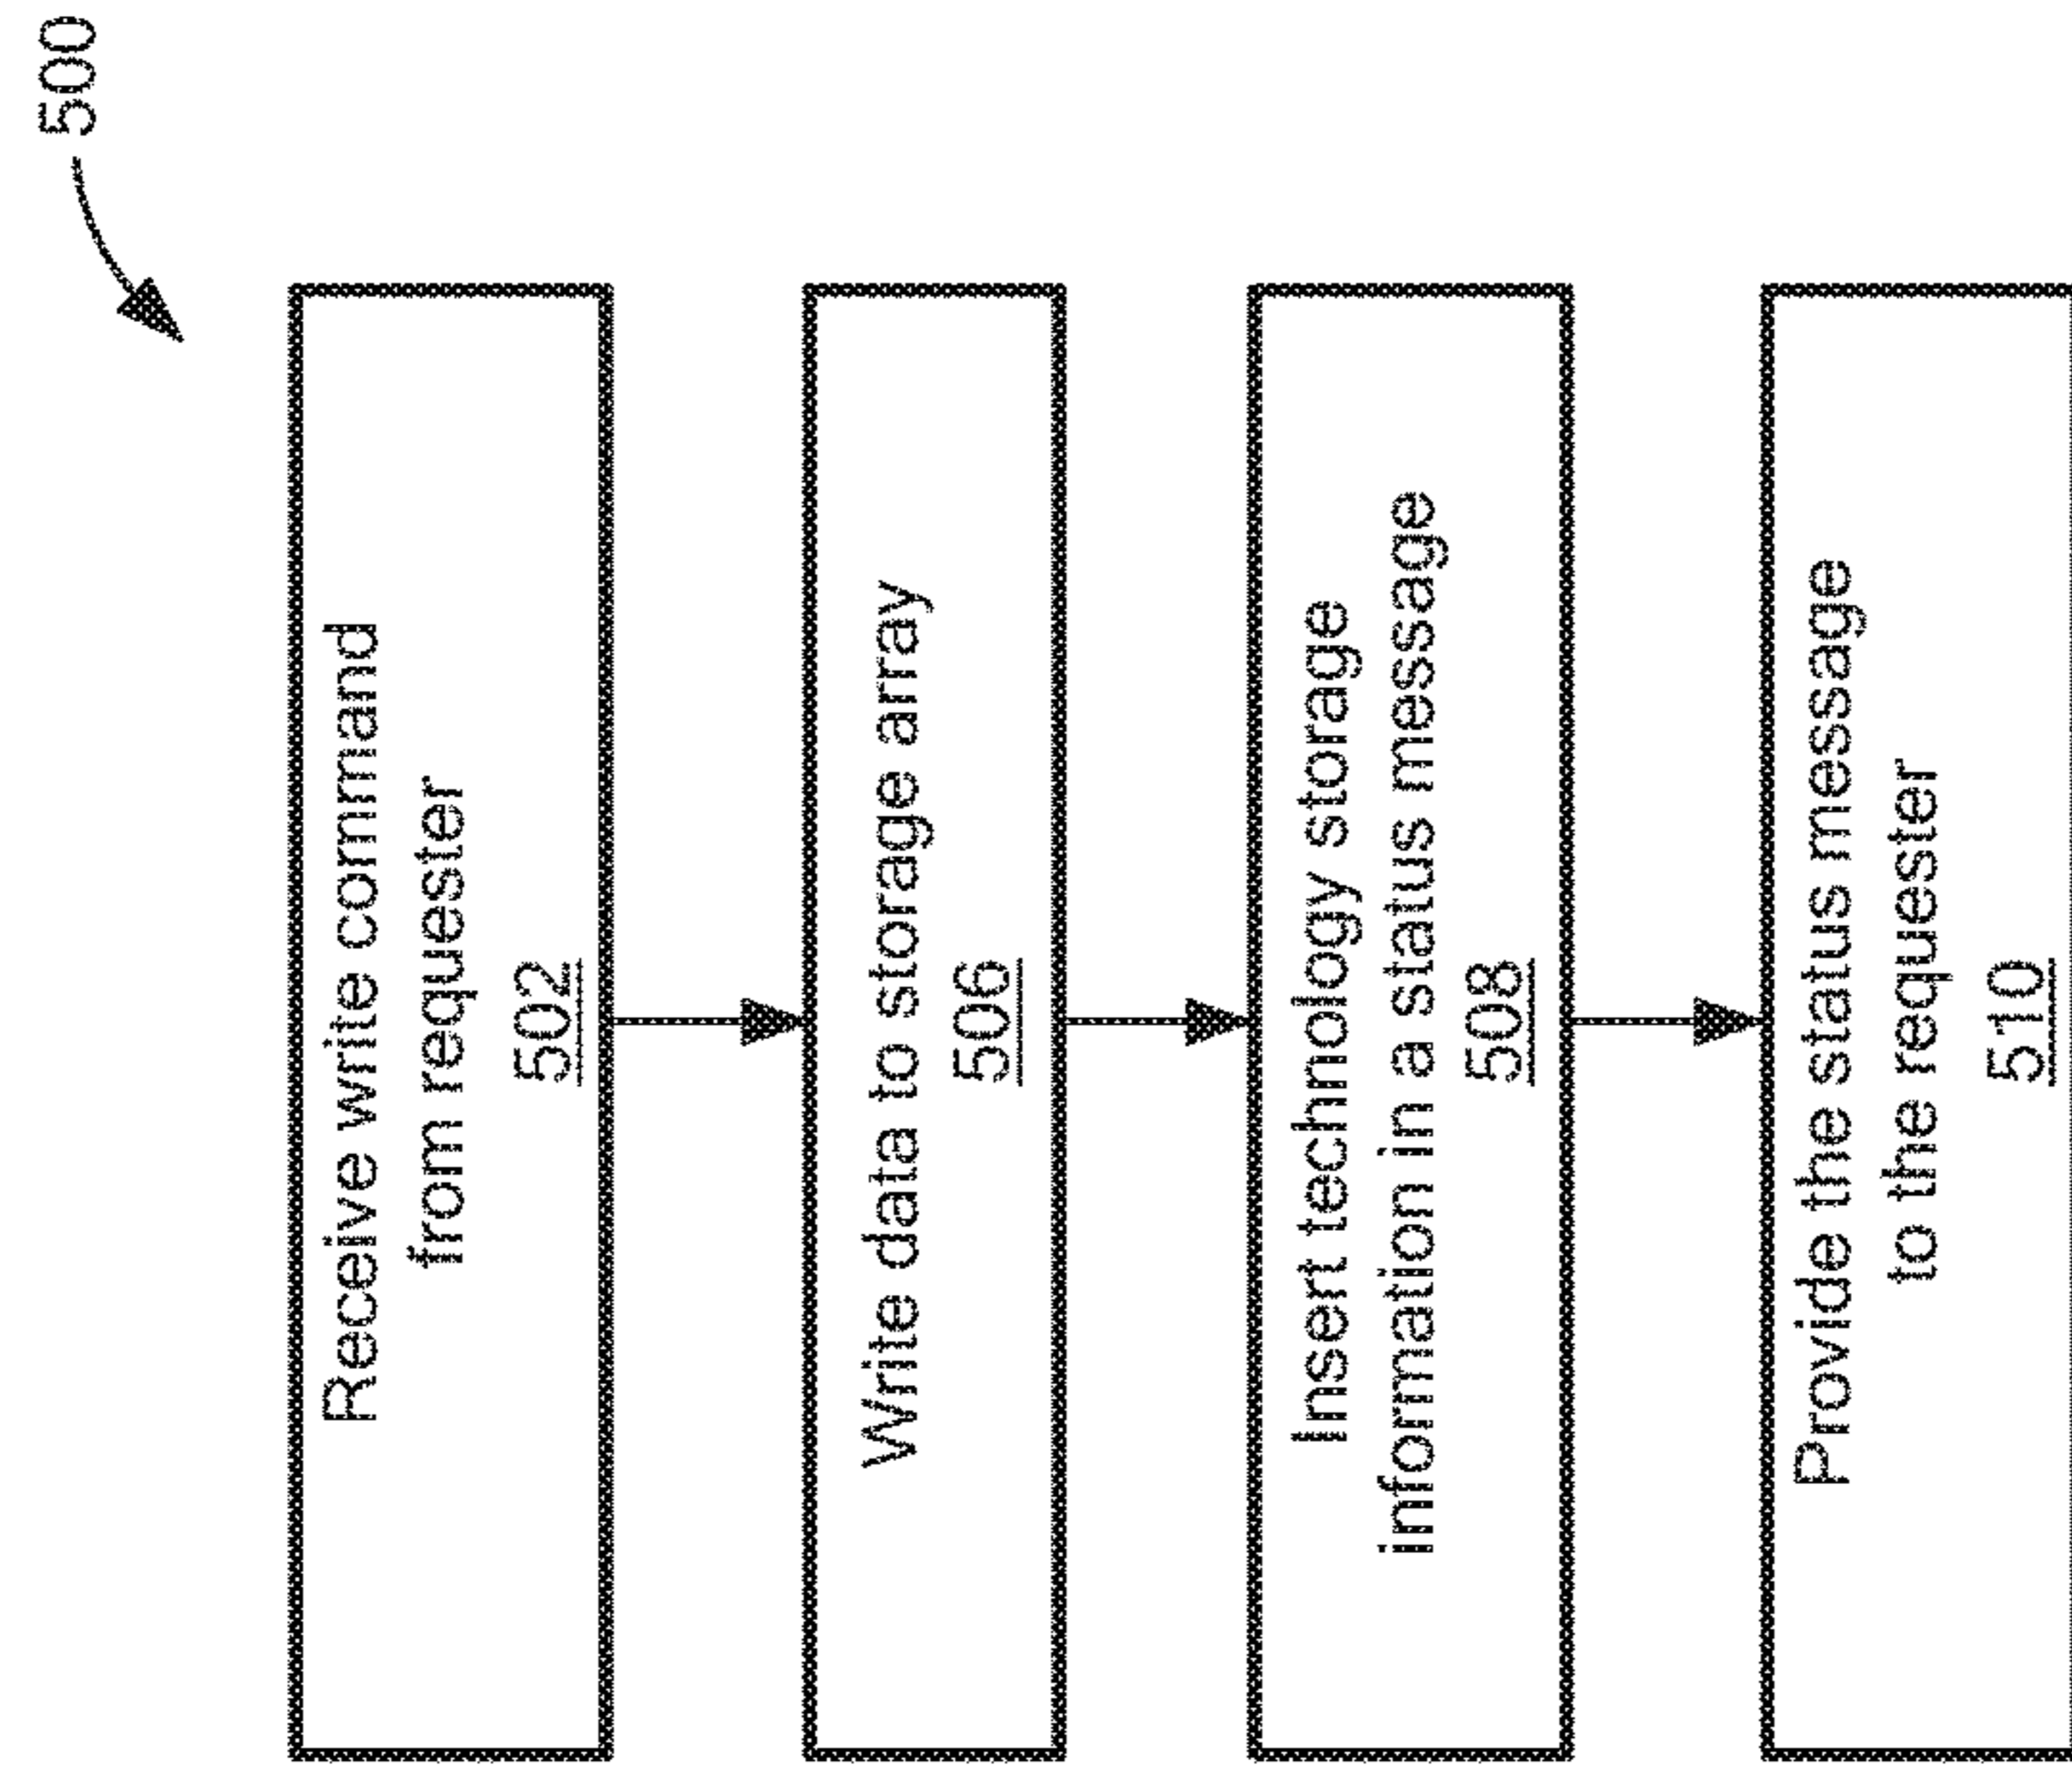 500
Receive write command
from requester
502
Write data to storage array
506
Insert technology storage
information in a status message
508
Provide the status message
to the requester
510